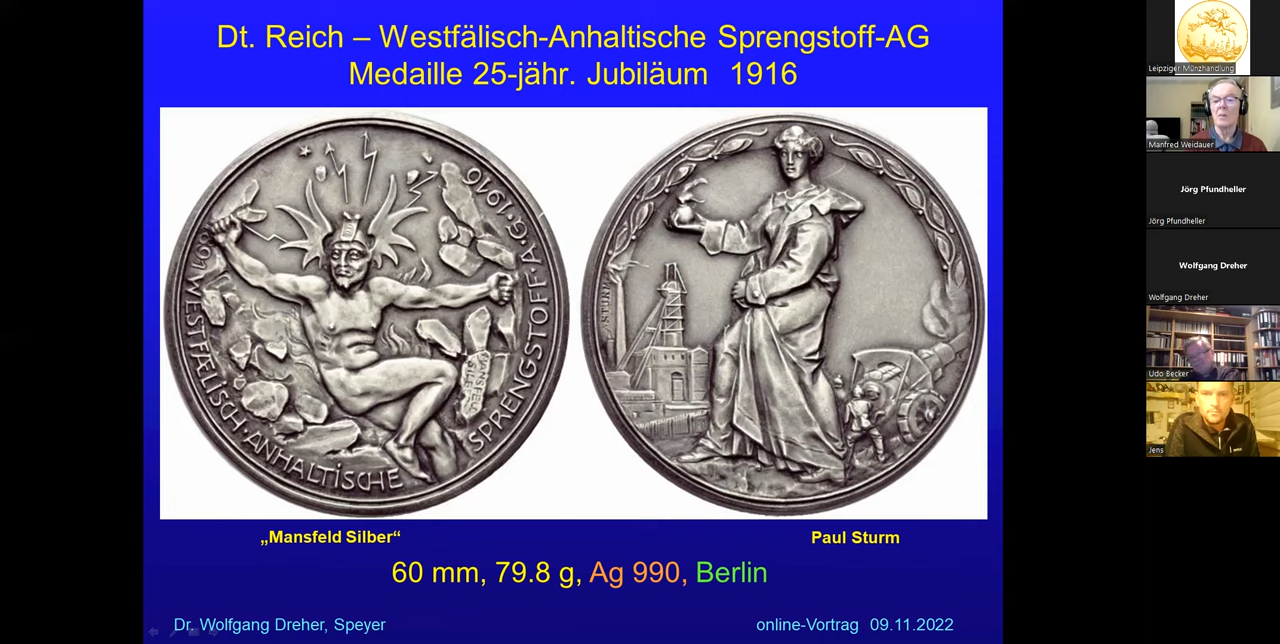 Dt. Reich – Westfälisch-Anhaltische Sprengstoff-AG
Medaille 25-jähr. Jubiläum 1916
1891 WESTFÆLISCH-ANHALTISCHE SPRENGSTOFF·A·G·1916
MANSFELD
SILBER
STURM
„Mansfeld Silber“
Paul Sturm
60 mm, 79.8 g, Ag 990, Berlin
Dr. Wolfgang Dreher, Speyer
online-Vortrag 09.11.2022
Leipziger Münzhandlung
Manfred Weidauer
Jörg Pfundheller
Jörg Pfundheller
Wolfgang Dreher
Wolfgang Dreher
Udo Becker
Jens